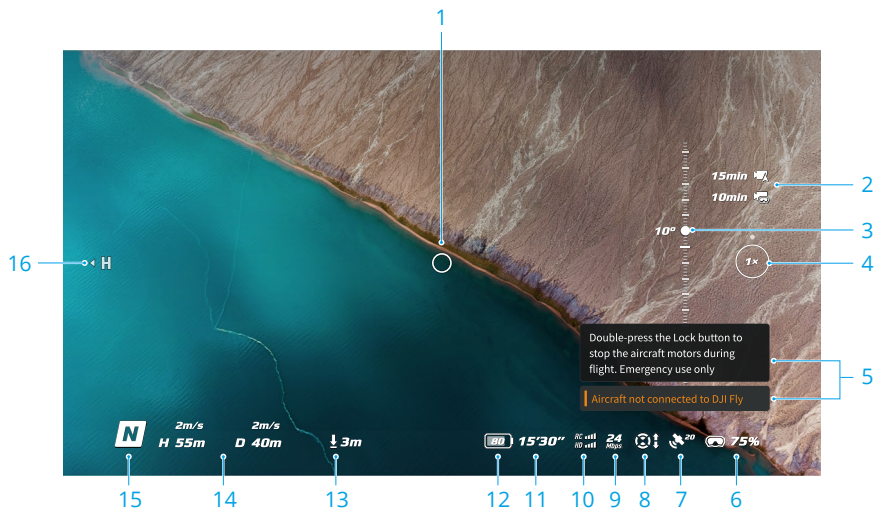 1
15min
2
10min
10°
3
16
H
1×
4
Double-press the Lock button to
stop the aircraft motors during
flight. Emergency use only
5
Aircraft not connected to DJI Fly
N
2m/s
2m/s
H 55m
D 40m
3m
80
15'30"
RC
HD
24
Mbps
20
75%
15
14
13
12
11
10
9
8
7
6